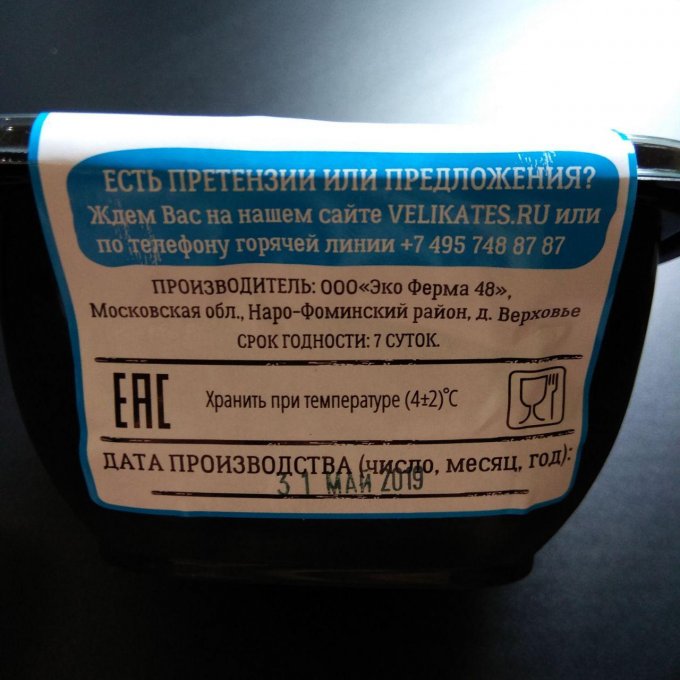 ЕСТЬ ПРЕТЕНЗИИ ИЛИ ПРЕДЛОЖЕНИЯ?
Ждем Вас на нашем сайте VELIKATES.RU или
по телефону горячей линии +7 495 748 87 87
ПРОИЗВОДИТЕЛЬ: ООО«Эко Ферма 48»,
Московская обл., Наро-Фоминский район, д. Верховье
СРОК ГОДНОСТИ: 7 СУТОК.
ЕАС
Хранить при температуре (4±2)°С
ДАТА ПРОИЗВОДСТВА (число, месяц, год):
31 МАЙ 2019